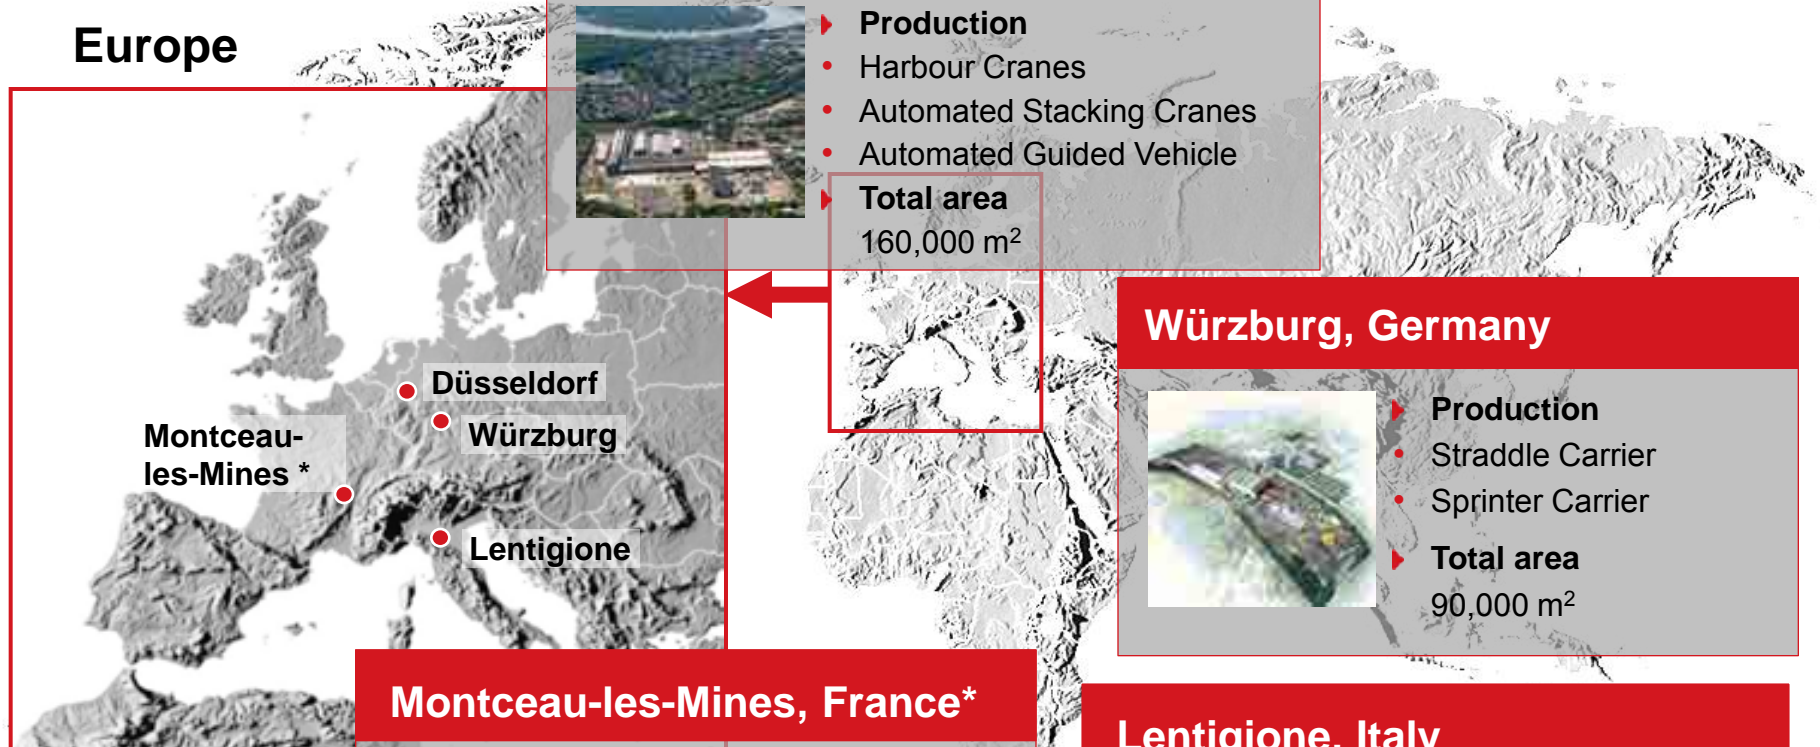 Europe
Production
Harbour Cranes
Automated Stacking Cranes
Automated Guided Vehicle
Total area
160,000 m²
Düsseldorf
Würzburg
Montceau-
les-Mines *
Lentigione
Würzburg, Germany
Production
Straddle Carrier
Sprinter Carrier
Total area
90,000 m²
Montceau-les-Mines, France*
Lentigione, Italy